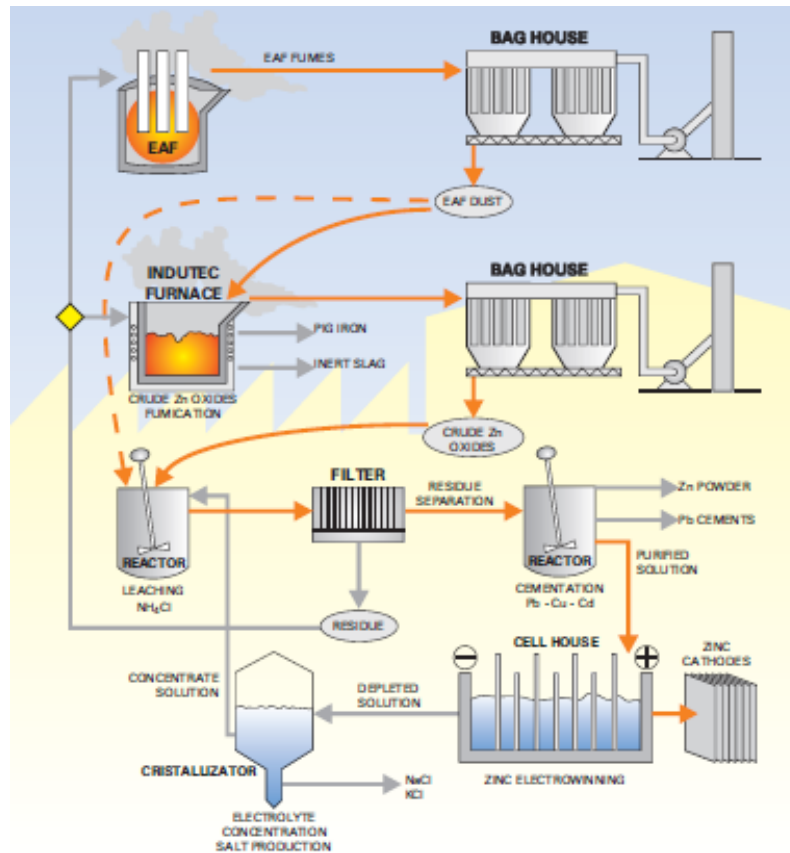 EAF FUMES
BAG HOUSE
EAF
EAF DUST
INDUTEC
FURNACE
BAG HOUSE
PIG IRON
INERT SLAG
CRUDE Zn OXIDES
FUMICATION
CRUDE Zn
OXIDES
FILTER
RESIDUE
SEPARATION
Zn POWDER
Pb CEMENTS
REACTOR
REACTOR
PURIFIED
SOLUTION
LEACHING
NH₄Cl
CEMENTATION
Pb - Cu - Cd
RESIDUE
CELL HOUSE
ZINC
CATHODES
− +
CONCENTRATE
SOLUTION
DEPLETED
SOLUTION
CRISTALLIZATOR
NaCl
KCl
ZINC ELECTROWINNING
ELECTROLYTE
CONCENTRATION
SALT PRODUCTION